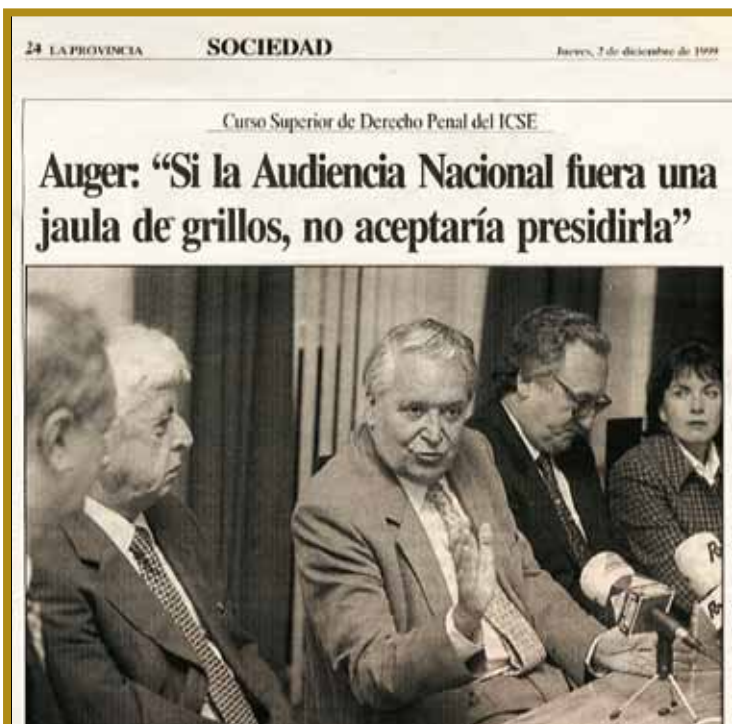 24 LA PROVINCIA SOCIEDAD Jueves, 2 de diciembre de 1999
Curso Superior de Derecho Penal del ICSE
Auger: “Si la Audiencia Nacional fuera una
jaula de grillos, no aceptaría presidirla”